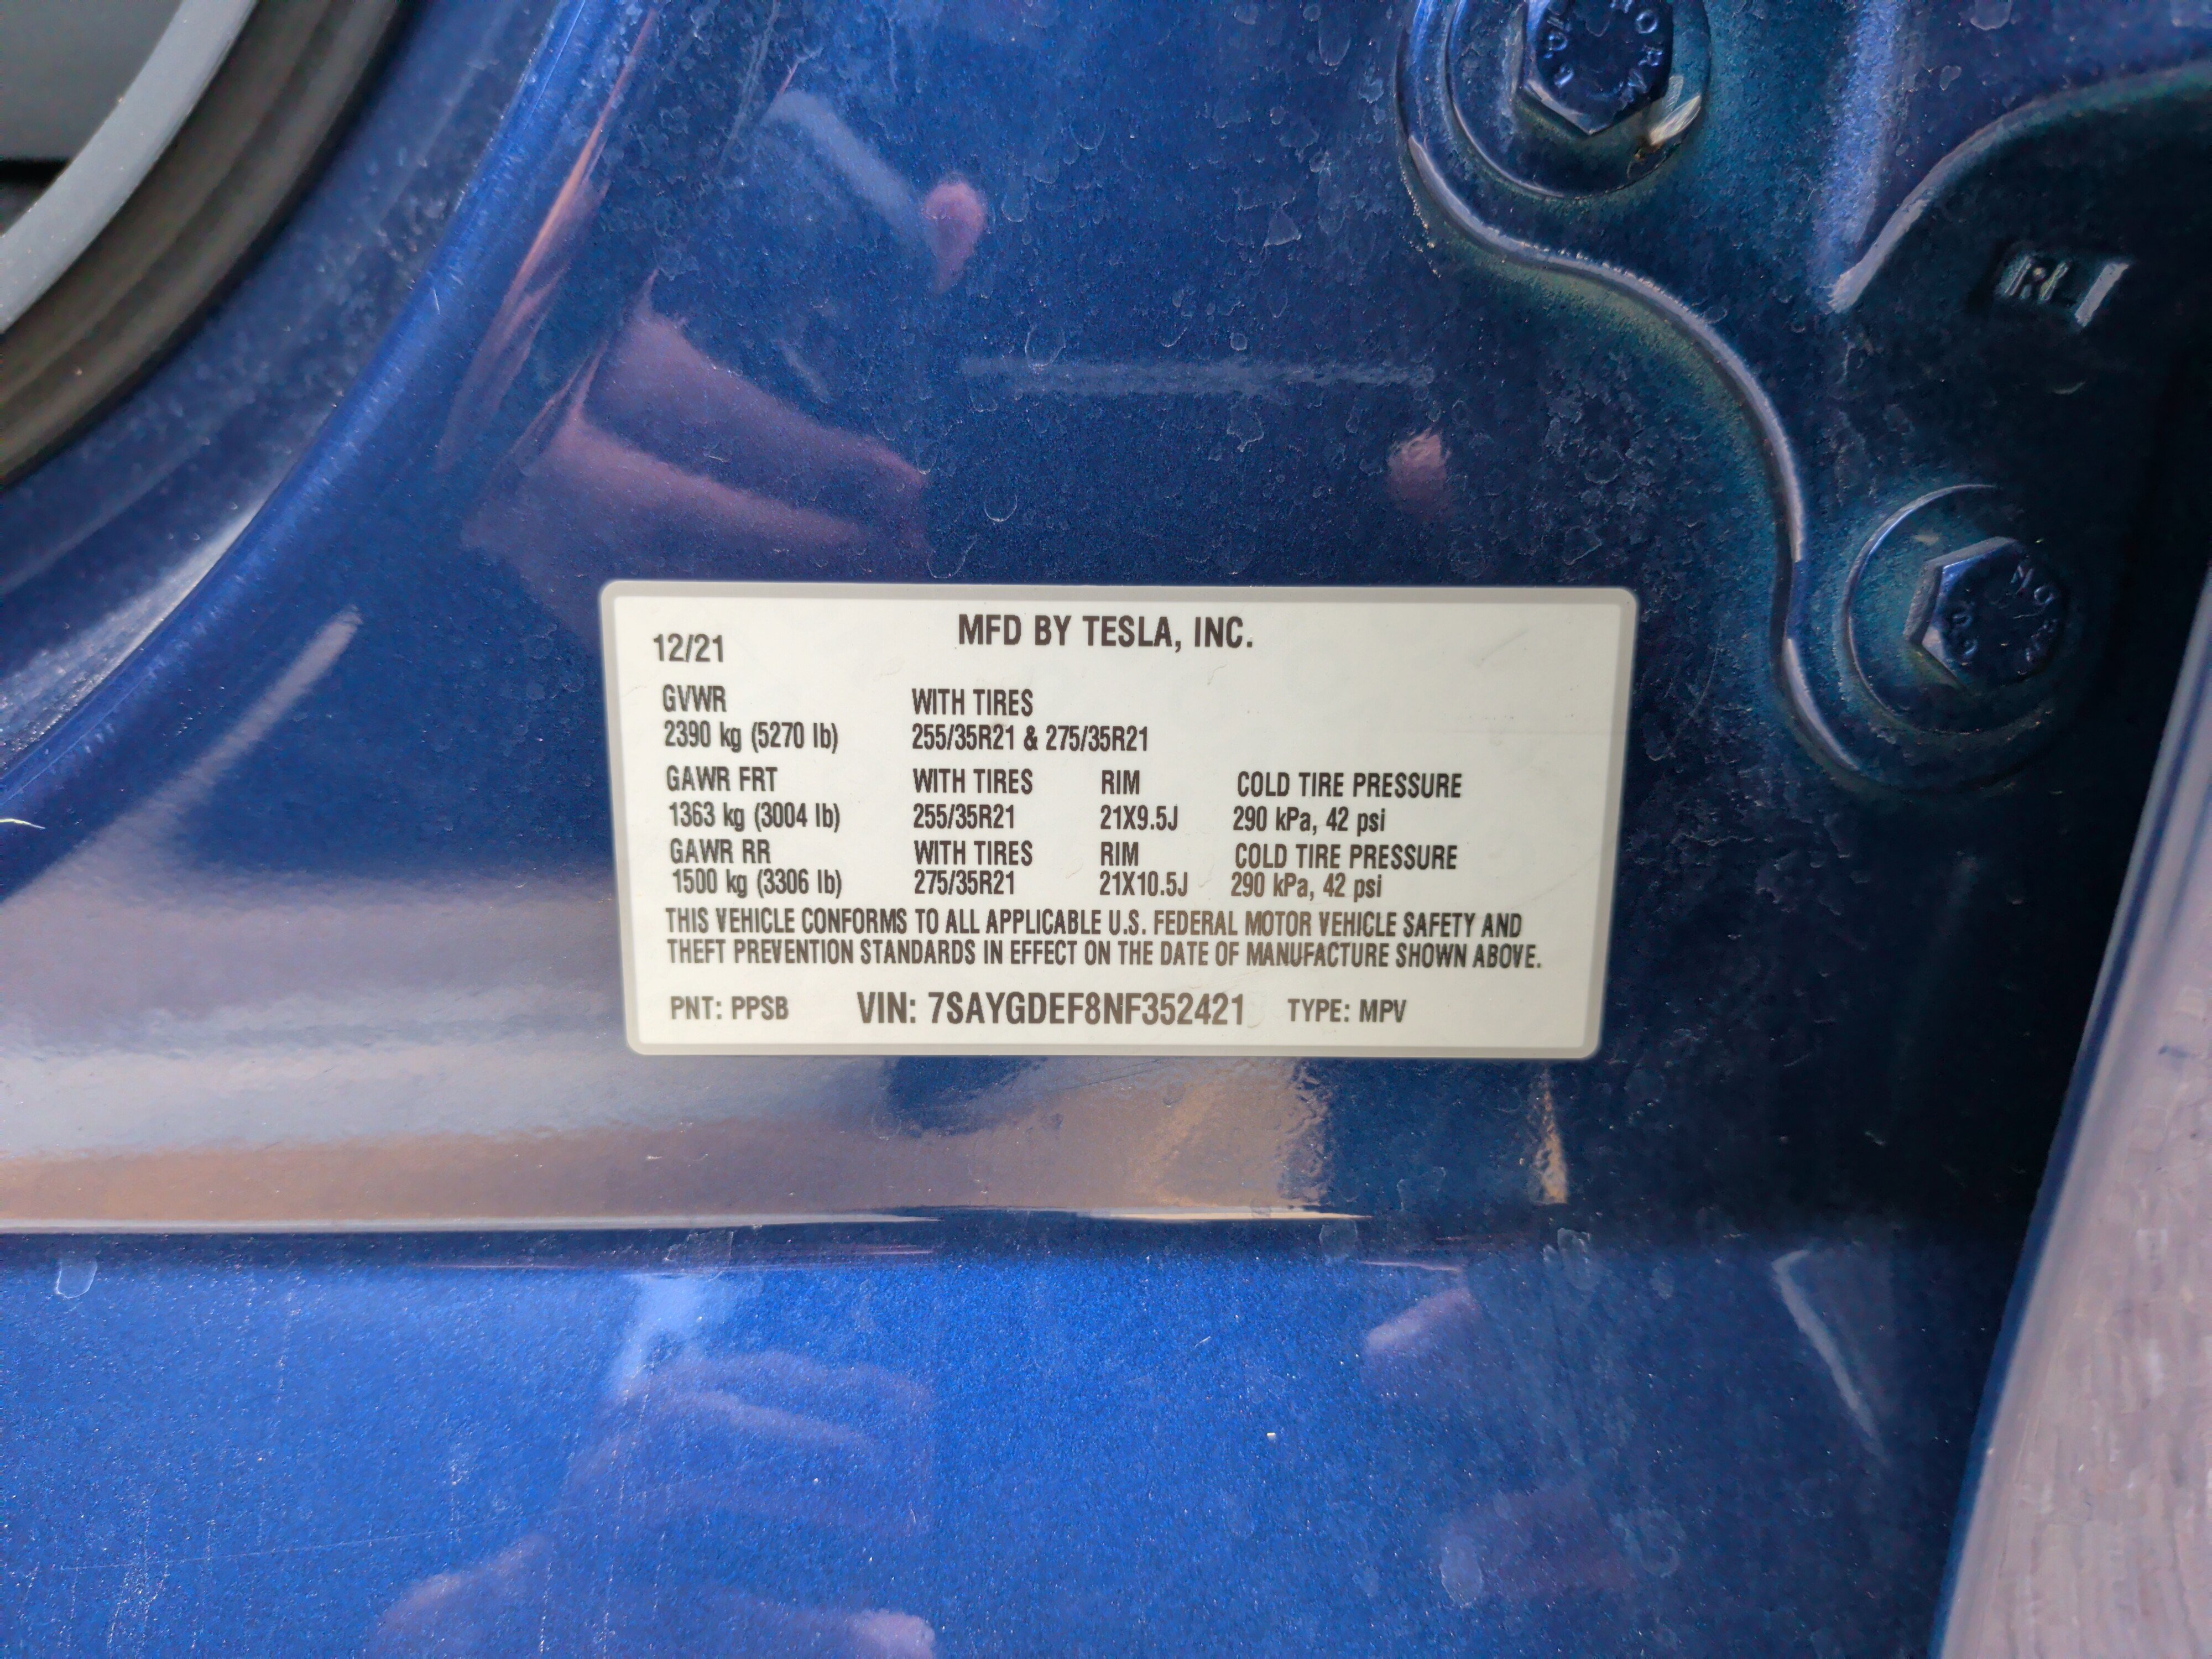 MFD BY TESLA, INC.
12/21
GVWR WITH TIRES
2390 kg (5270 lb) 255/35R21 & 275/35R21
GAWR FRT WITH TIRES RIM COLD TIRE PRESSURE
1363 kg (3004 lb) 255/35R21 21X9.5J 290 kPa, 42 psi
GAWR RR WITH TIRES RIM COLD TIRE PRESSURE
1500 kg (3306 lb) 275/35R21 21X10.5J 290 kPa, 42 psi
THIS VEHICLE CONFORMS TO ALL APPLICABLE U.S. FEDERAL MOTOR VEHICLE SAFETY AND
THEFT PREVENTION STANDARDS IN EFFECT ON THE DATE OF MANUFACTURE SHOWN ABOVE.
PNT: PPSB VIN: 7SAYGDEF8NF352421 TYPE: MPV